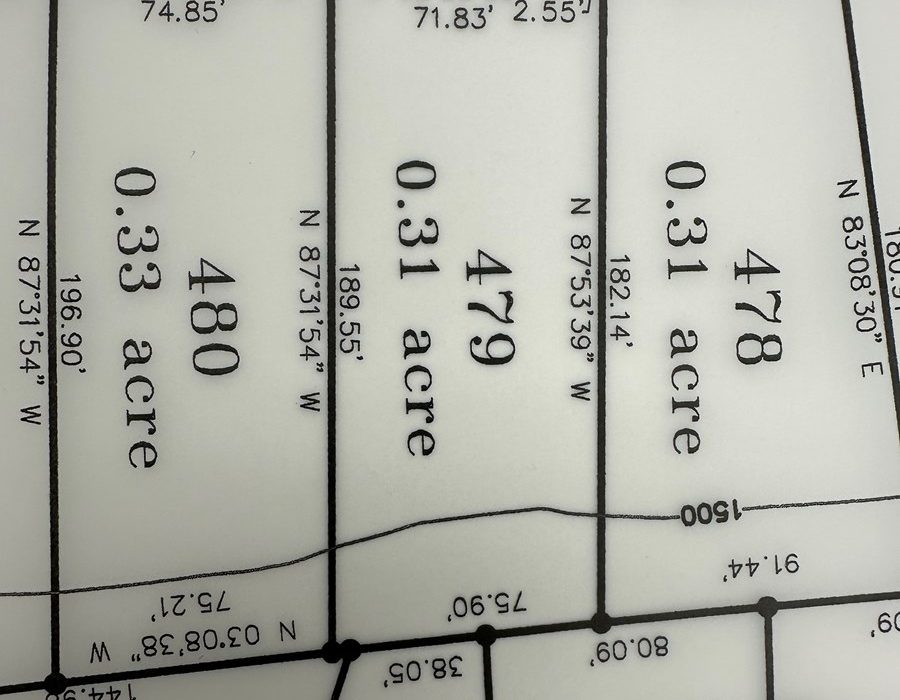 74.85'
71.83'
2.55'
N 87°31'54" W
196.90'
480
0.33 acre
N 87°31'54" W
189.55'
479
0.31 acre
N 87°53'39" W
182.14'
478
0.31 acre
N 83°08'30" E
1500
91.44'
75.90'
75.21'
N 03°08'38" W
80.09'
38.05'